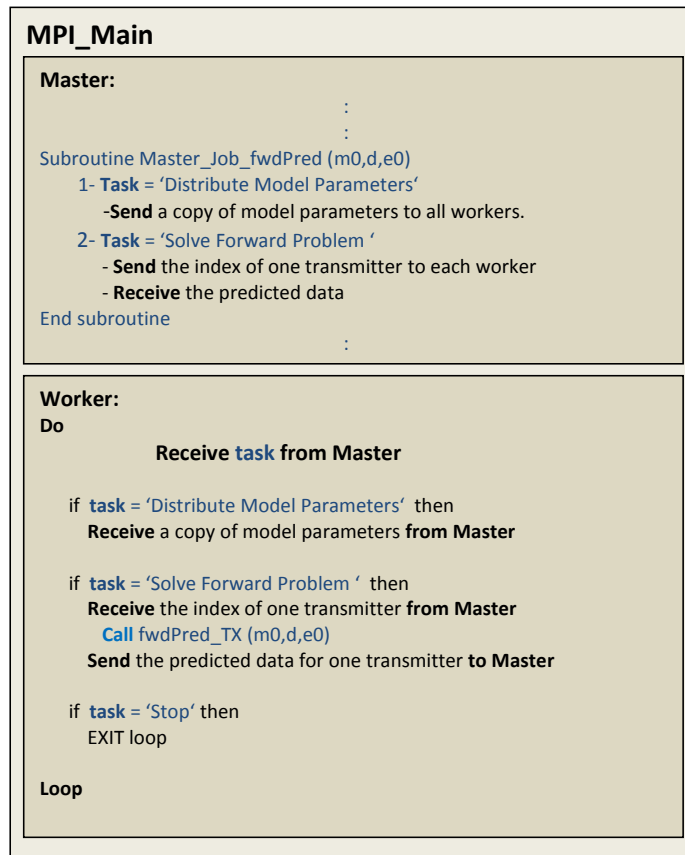 MPI_Main
Master:
:
:
Subroutine Master_Job_fwdPred (m0,d,e0)
1- Task = ‘Distribute Model Parameters‘
-Send a copy of model parameters to all workers.
2- Task = ‘Solve Forward Problem ‘
- Send the index of one transmitter to each worker
- Receive the predicted data
End subroutine
:
Worker:
Do
Receive task from Master
if task = ‘Distribute Model Parameters‘ then
Receive a copy of model parameters from Master
if task = ‘Solve Forward Problem ‘ then
Receive the index of one transmitter from Master
Call fwdPred_TX (m0,d,e0)
Send the predicted data for one transmitter to Master
if task = ‘Stop‘ then
EXIT loop
Loop